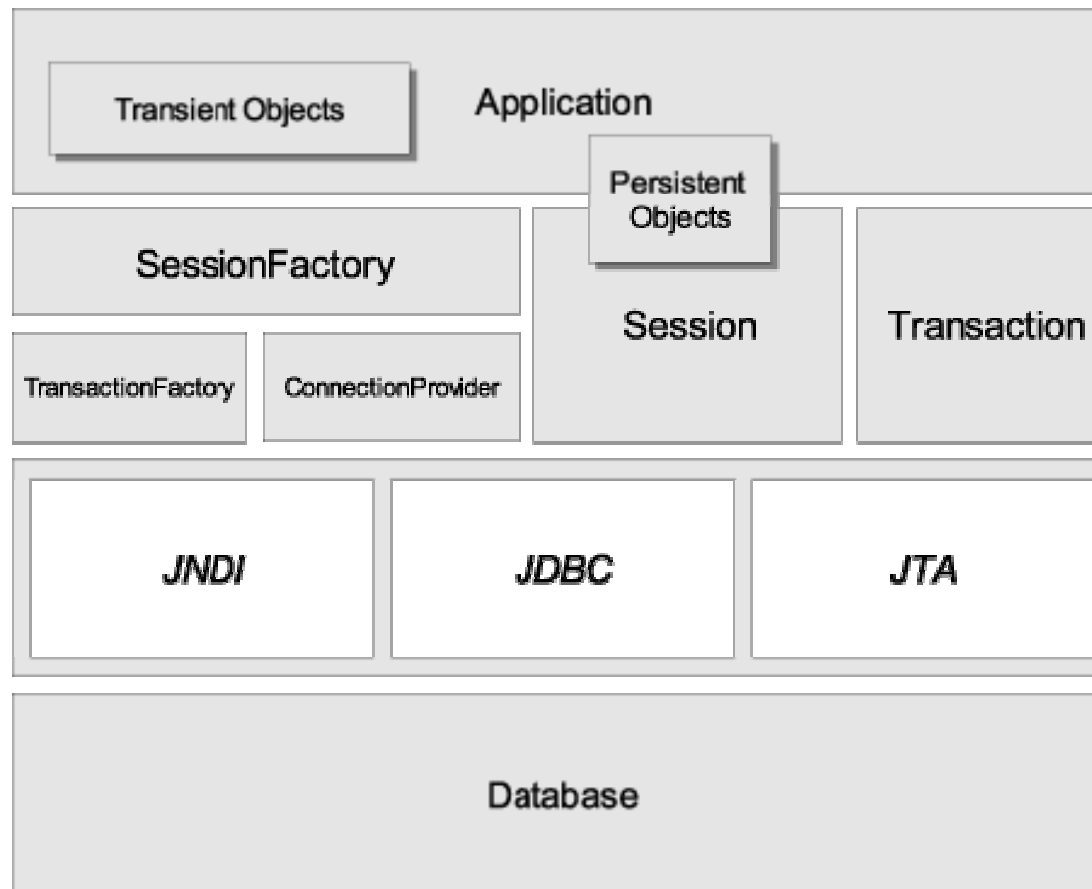 Transient Objects
Application
Persistent
Objects
SessionFactory
Session
Transaction
TransactionFactory
ConnectionProvider
JNDI
JDBC
JTA
Database